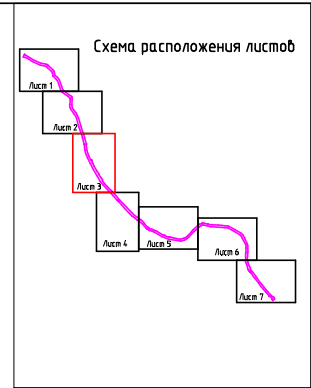 Схема расположения листов
Лист 1
Лист 2
Лист 3
Лист 4
Лист 5
Лист 6
Лист 7